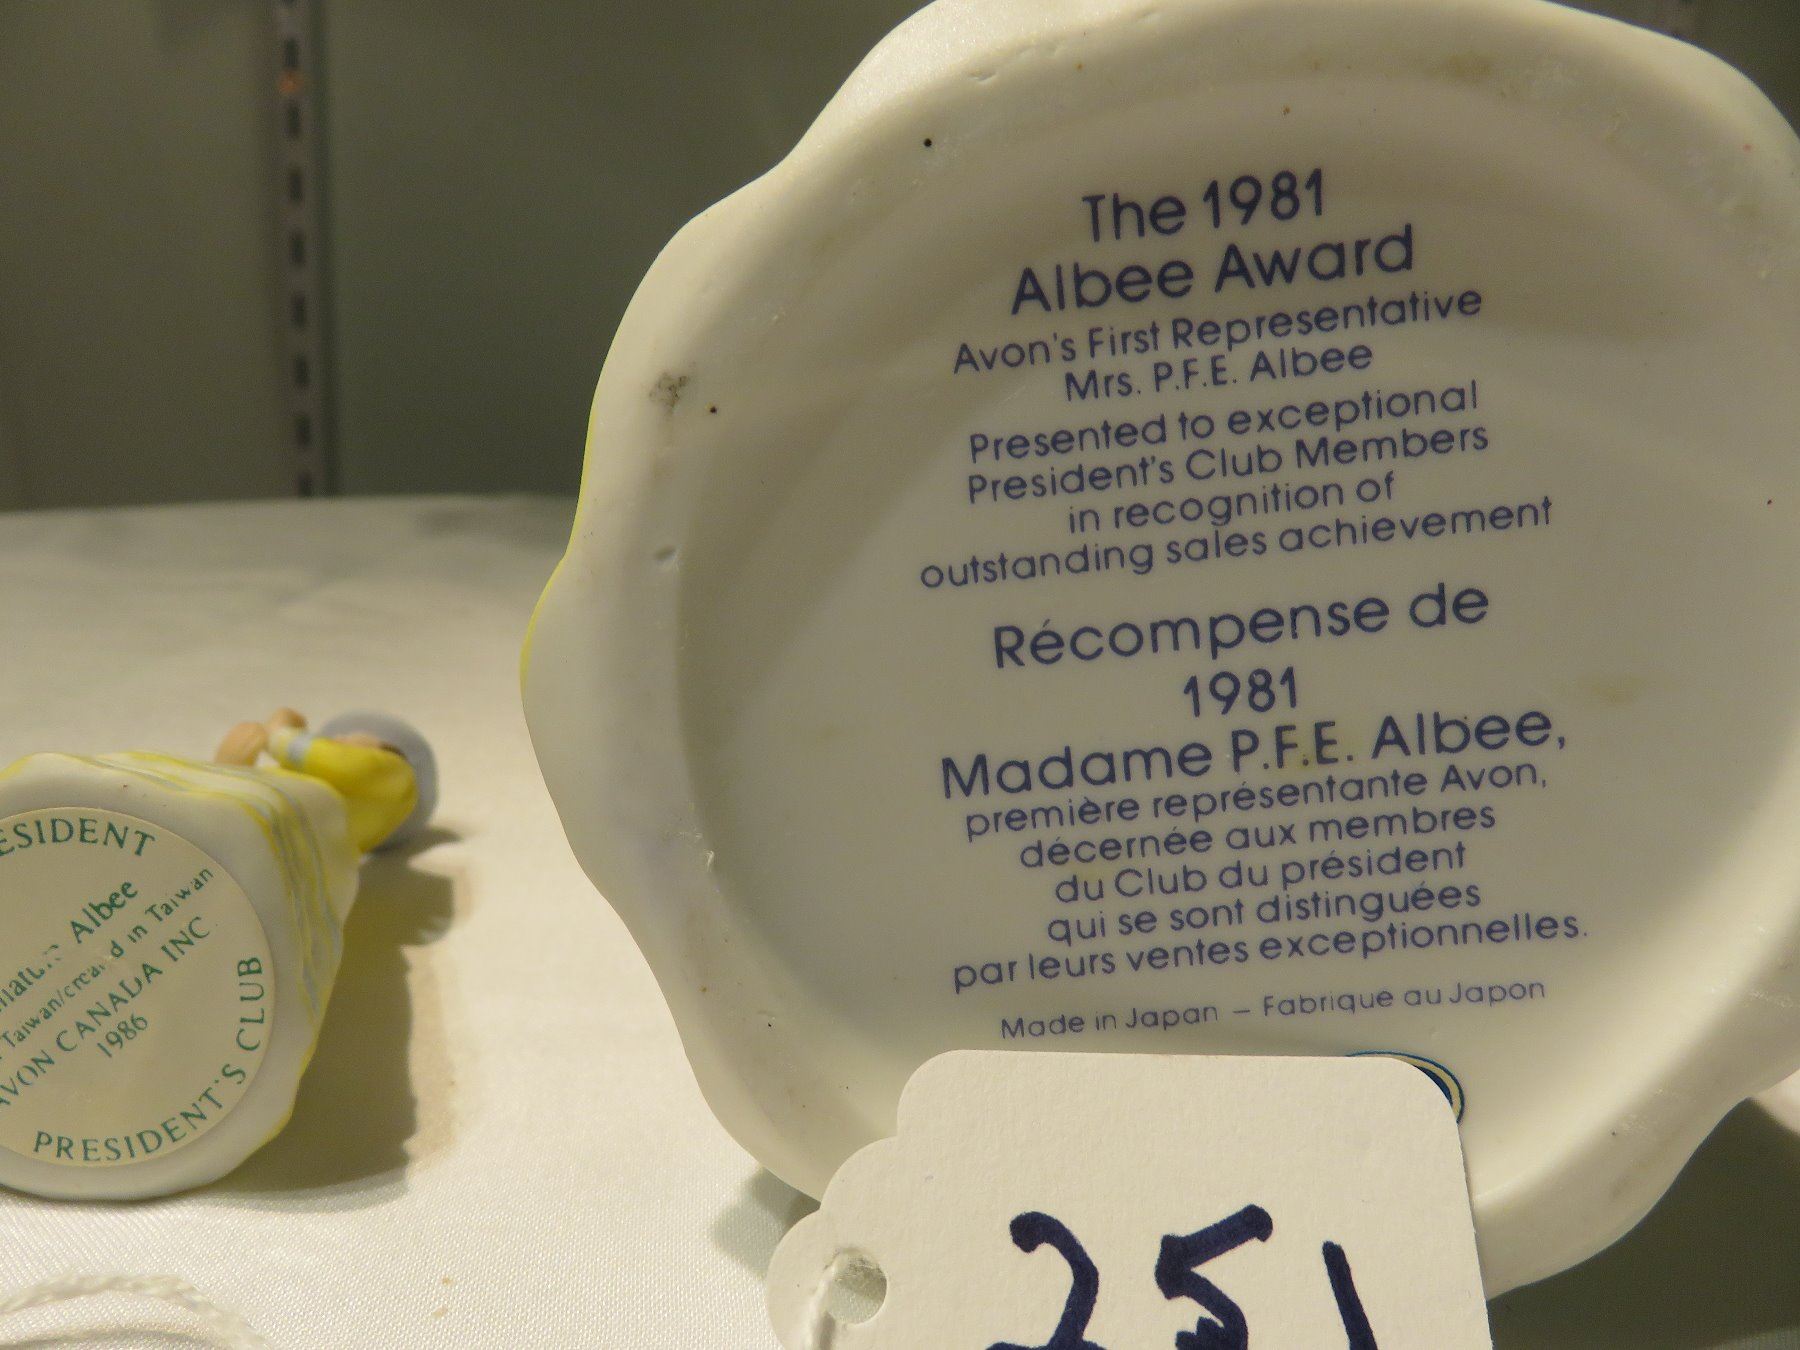 The 1981
Albee Award
Avon's First Representative
Mrs. P.F.E. Albee
Presented to exceptional
President's Club Members
in recognition of
outstanding sales achievement
Récompense de
1981
Madame P.F.E. Albee,
première représentante Avon,
décernée aux membres
du Club du président
qui se sont distinguées
par leurs ventes exceptionnelles.
Made in Japan – Fabriqué au Japon
251
Albee
Taiwan/ in Taiwan
AVON CANADA INC.
1986
PRESIDENT'S CLUB